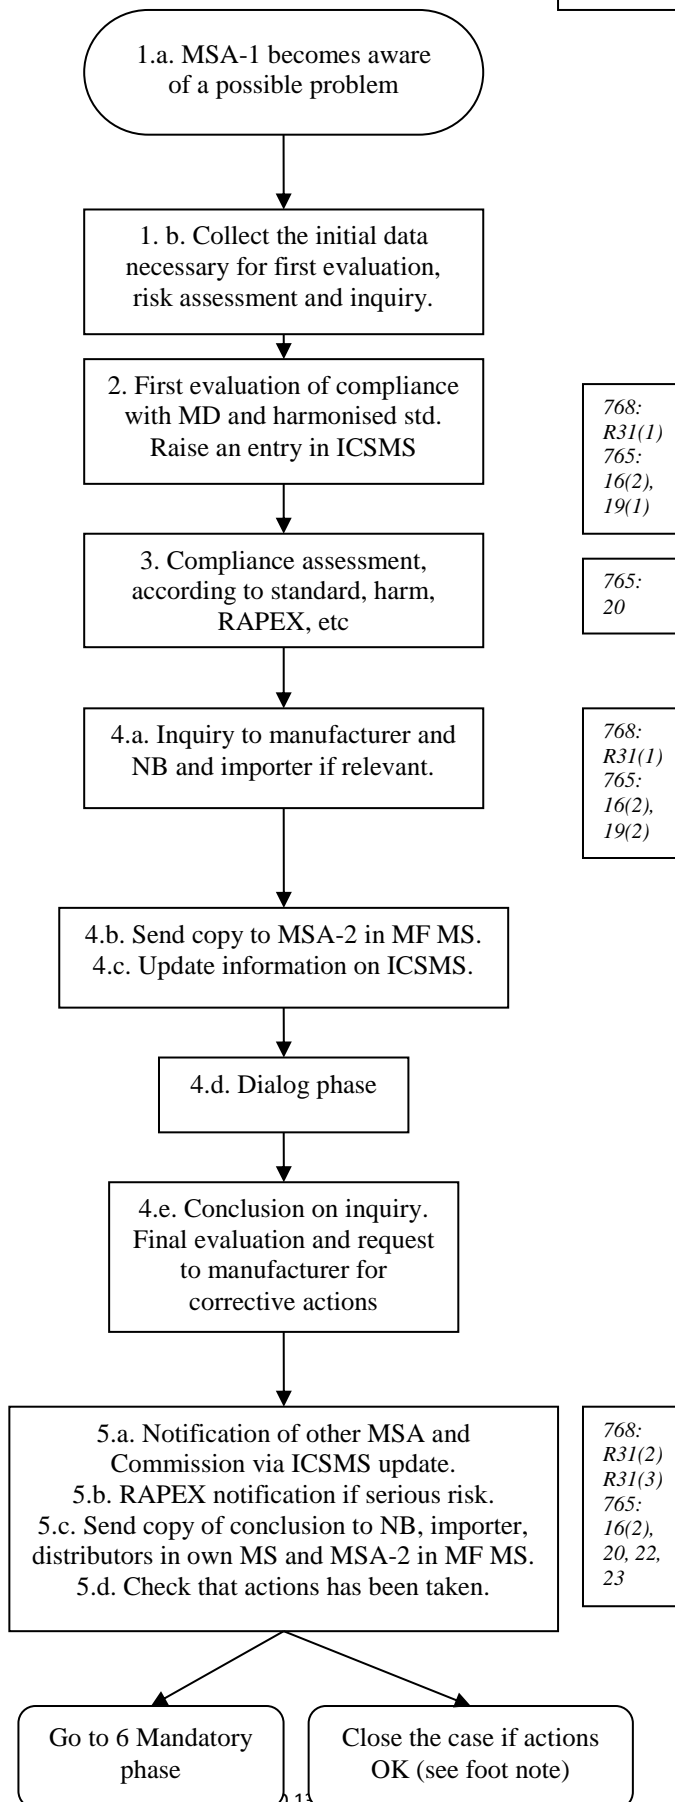 1.a. MSA-1 becomes aware
of a possible problem
1. b. Collect the initial data
necessary for first evaluation,
risk assessment and inquiry.
2. First evaluation of compliance
with MD and harmonised std.
Raise an entry in ICSMS
768:
R31(1)
765:
16(2),
19(1)
3. Compliance assessment,
according to standard, harm,
RAPEX, etc
765:
20
4.a. Inquiry to manufacturer and
NB and importer if relevant.
768:
R31(1)
765:
16(2),
19(2)
4.b. Send copy to MSA-2 in MF MS.
4.c. Update information on ICSMS.
4.d. Dialog phase
4.e. Conclusion on inquiry.
Final evaluation and request
to manufacturer for
corrective actions
5.a. Notification of other MSA and
Commission via ICSMS update.
5.b. RAPEX notification if serious risk.
5.c. Send copy of conclusion to NB, importer,
distributors in own MS and MSA-2 in MF MS.
5.d. Check that actions has been taken.
768:
R31(2)
R31(3)
765:
16(2),
20, 22,
23
Go to 6 Mandatory
phase
Close the case if actions
OK (see foot note)